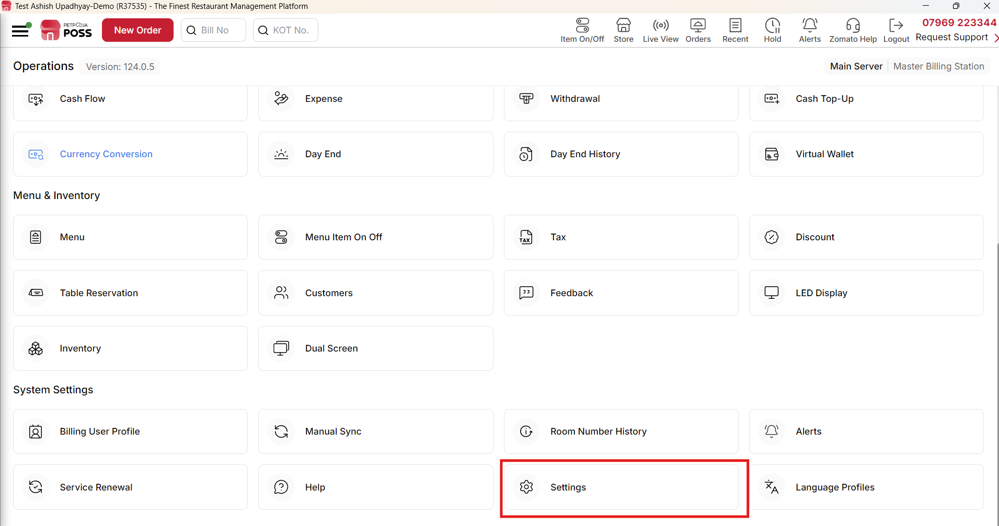 Test Ashish Upadhyay-Demo (R37535) - The Finest Restaurant Management Platform
PETPOOJA
POSS
New Order
Bill No
KOT No.
Item On/Off
Store
Live View
Orders
Recent
Hold
Alerts
Zomato Help
Logout
07969 223344
Request Support
Operations
Version: 124.0.5
Main Server
Master Billing Station
Cash Flow
Expense
Withdrawal
Cash Top-Up
Currency Conversion
Day End
Day End History
Virtual Wallet
Menu & Inventory
Menu
Menu Item On Off
TAX
Tax
Discount
Table Reservation
Customers
Feedback
LED Display
Inventory
Dual Screen
System Settings
Billing User Profile
Manual Sync
Room Number History
Alerts
Service Renewal
Help
Settings
Language Profiles